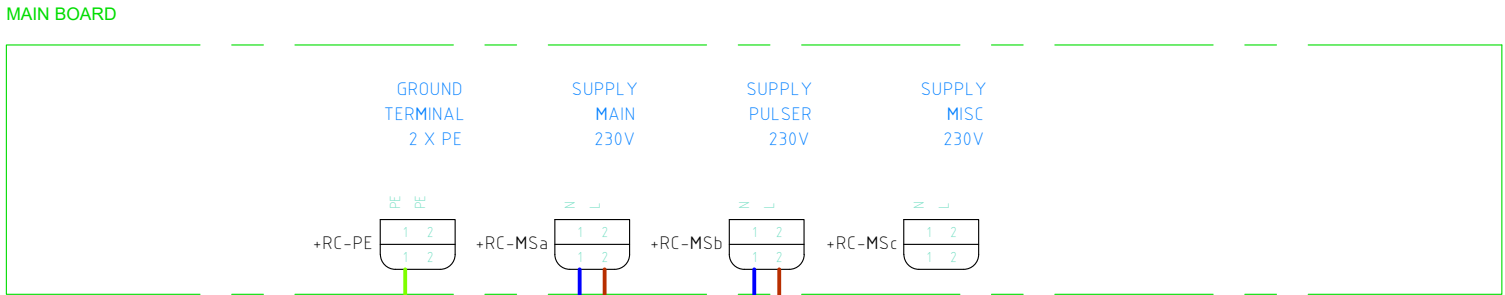 MAIN BOARD
GROUND
TERMINAL
2 X PE
SUPPLY
MAIN
230V
SUPPLY
PULSER
230V
SUPPLY
MISC
230V
PE PE
N L
N L
N L
+RC-PE
1 2
1 2
+RC-MSa
1 2
1 2
+RC-MSb
1 2
1 2
+RC-MSc
1 2
1 2